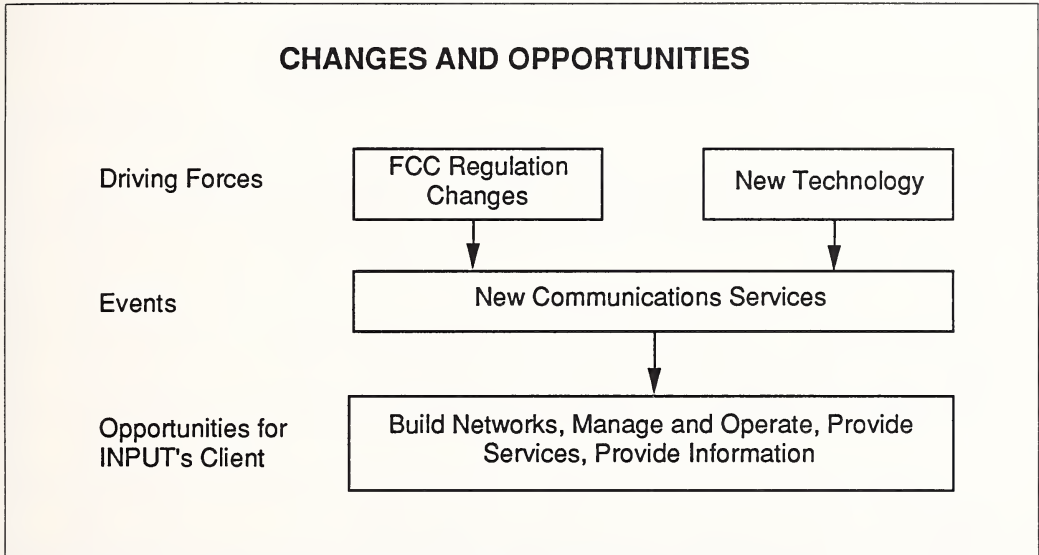 CHANGES AND OPPORTUNITIES
Driving Forces
FCC Regulation
Changes
New Technology
Events
New Communications Services
Opportunities for
INPUT's Client
Build Networks, Manage and Operate, Provide
Services, Provide Information